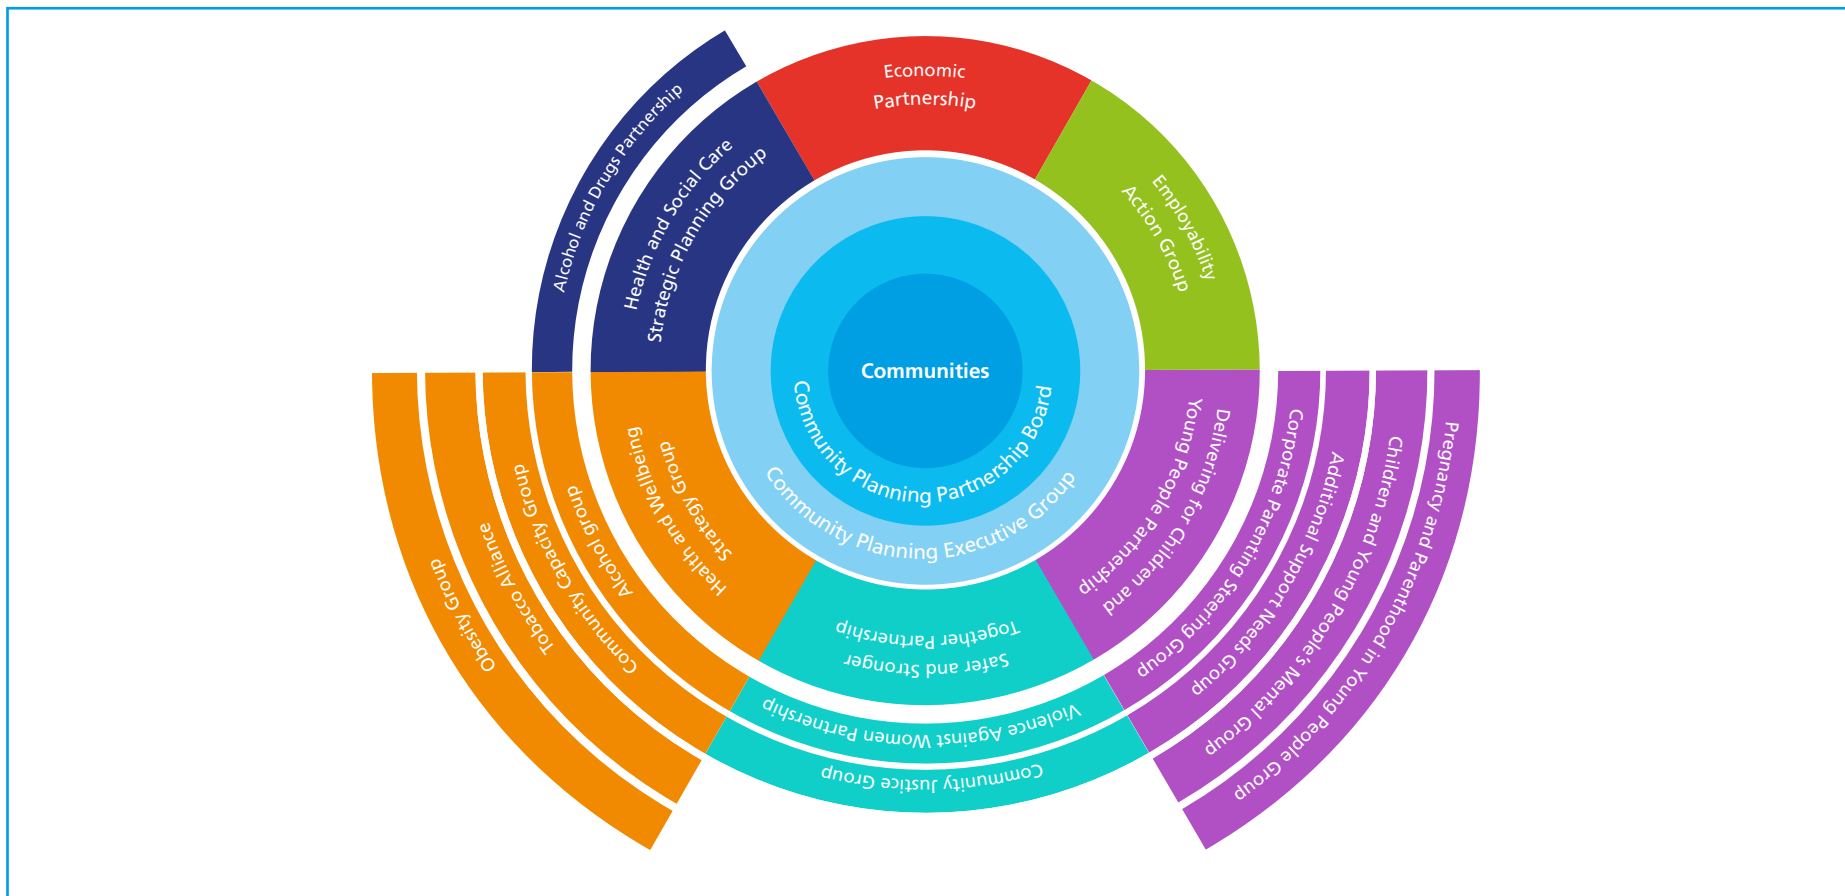 Economic
Partnership
Employability
Action Group
Alcohol and Drugs Partnership
Health and Social Care
Strategic Planning Group
Communities
Community Planning Partnership Board
Community Planning Executive Group
Delivering for Children and
Young People Partnership
Corporate Parenting Steering Group
Additional Support Needs Group
Children and Young People's Mental Group
Pregnancy and Parenthood in Young People Group
Safer and Stronger
Together Partnership
Violence Against Women Partnership
Community Justice Group
Health and Wellbeing
Strategy Group
Alcohol group
Community Capacity Group
Tobacco Alliance
Obesity Group